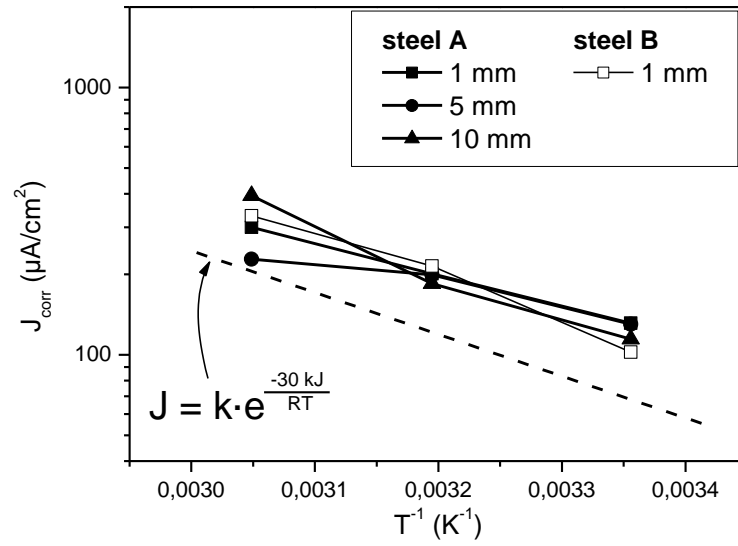 steel A steel B
1 mm 1 mm
5 mm
10 mm
1000
100
J_corr (µA/cm²)
J = k·e^(-30 kJ/RT)
0,0030 0,0031 0,0032 0,0033 0,0034
T⁻¹ (K⁻¹)